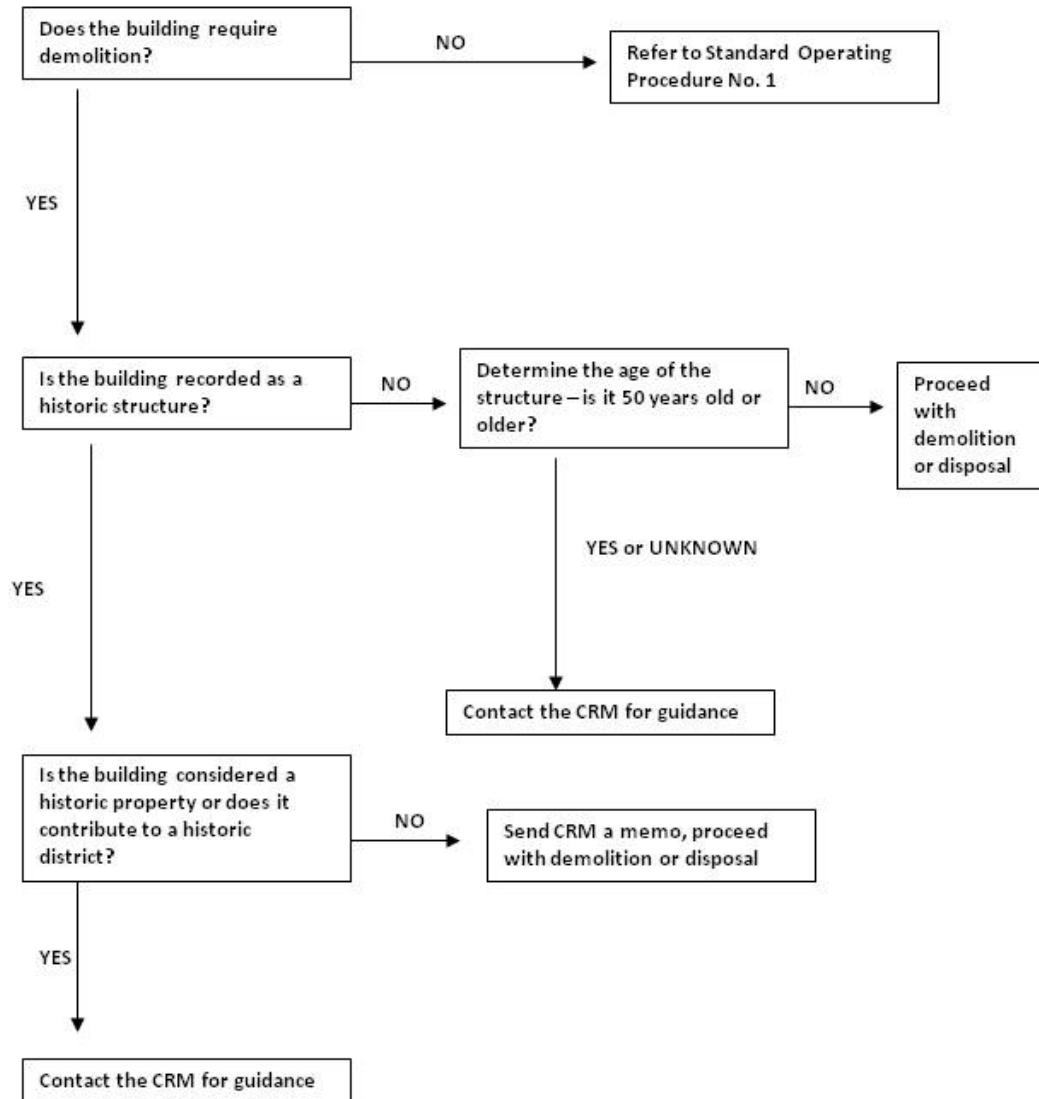 Does the building require
demolition?
NO
Refer to Standard Operating
Procedure No. 1
YES
Is the building recorded as a
historic structure?
NO
Determine the age of the
structure – is it 50 years old or
older?
NO
Proceed
with
demolition
or disposal
YES or UNKNOWN
YES
Contact the CRM for guidance
Is the building considered a
historic property or does it
contribute to a historic
district?
NO
Send CRM a memo, proceed
with demolition or disposal
YES
Contact the CRM for guidance